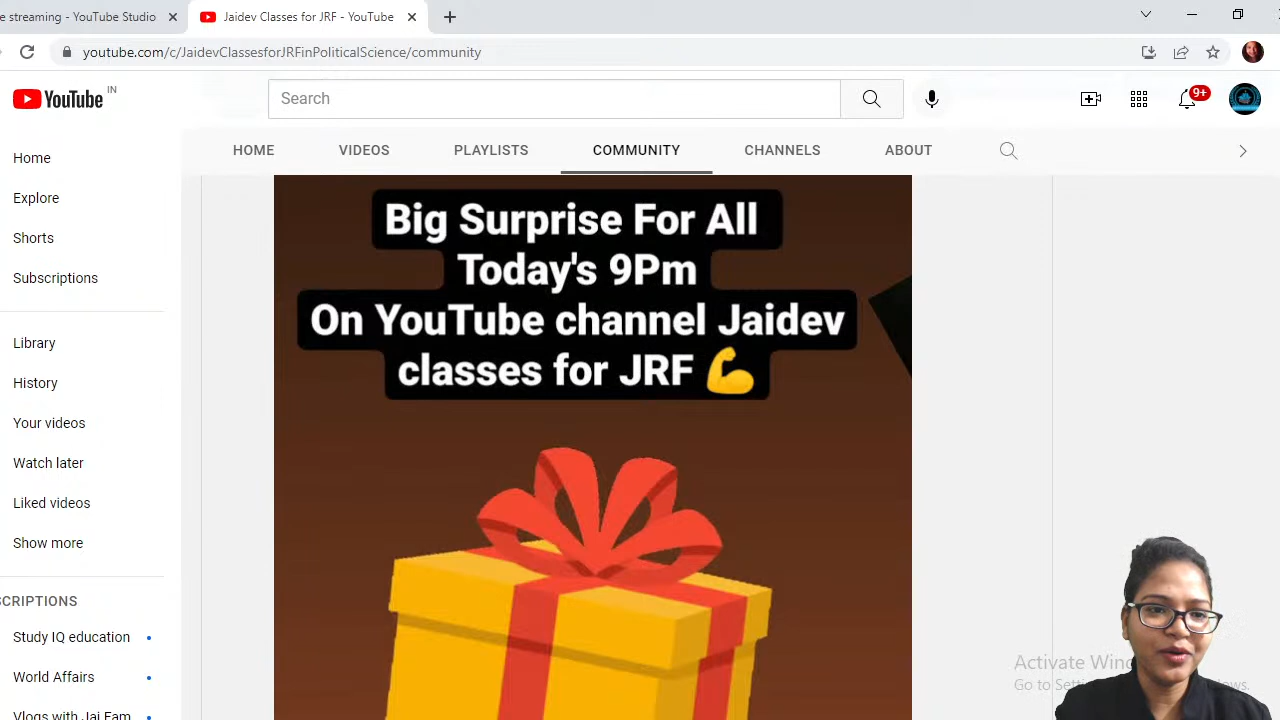 e streaming - YouTube Studio
Jaidev Classes for JRF - YouTube
youtube.com/c/JaidevClassesforJRFinPoliticalScience/community
YouTube IN
Search
9+
HOME VIDEOS PLAYLISTS COMMUNITY CHANNELS ABOUT
Home
Explore
Shorts
Subscriptions
Library
History
Your videos
Watch later
Liked videos
Show more
SCRIPTIONS
Study IQ education
World Affairs
Vlogs with Jai Fam
Big Surprise For All
Today's 9Pm
On YouTube channel Jaidev
classes for JRF 💪
Activate Win
Go to Sett